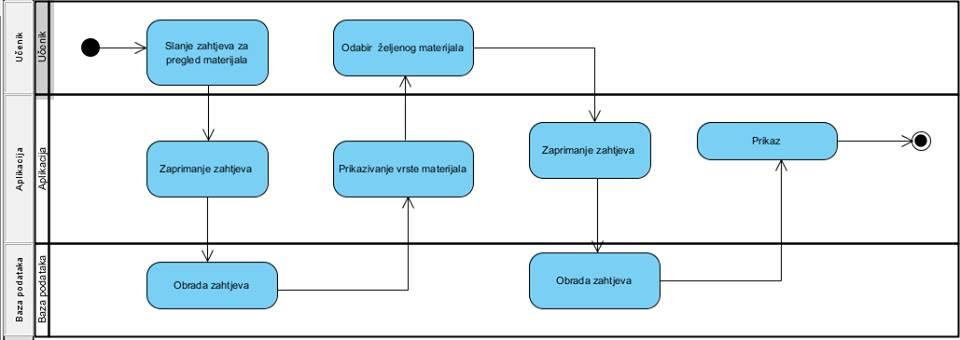 Učenik
Učenik
Slanje zahtjeva za
pregled materijala
Odabir željenog materijala
Aplikacija
Aplikacija
Zaprimanje zahtjeva
Prikazivanje vrste materijala
Zaprimanje zahtjeva
Prikaz
Baza podataka
Baza podataka
Obrada zahtjeva
Obrada zahtjeva